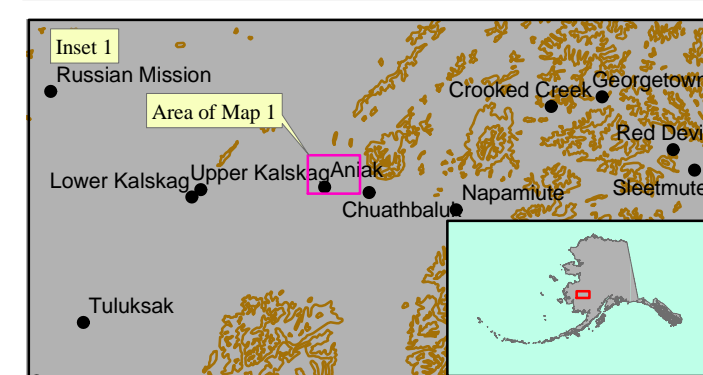 Inset 1
Russian Mission
Georgetown
Crooked Creek
Area of Map 1
Red Devi
Upper Kalskag
Aniak
Lower Kalskag
Sleetmute
Napamiute
Chuathbaluk
Tuluksak